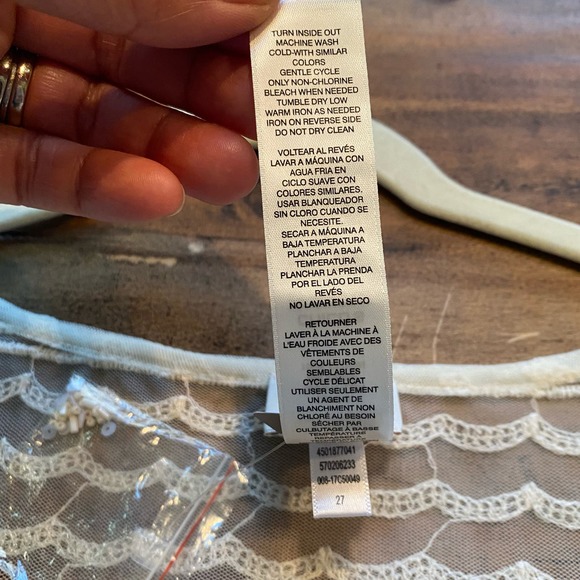 TURN INSIDE OUT
MACHINE WASH
COLD-WITH SIMILAR
COLORS
GENTLE CYCLE
ONLY NON-CHLORINE
BLEACH WHEN NEEDED
TUMBLE DRY LOW
WARM IRON AS NEEDED
IRON ON REVERSE SIDE
DO NOT DRY CLEAN
VOLTEAR AL REVÉS
LAVAR A MÁQUINA CON
AGUA FRIA EN
CICLO SUAVE CON
COLORES SIMILARES.
USAR BLANQUEADOR
SIN CLORO CUANDO SE
NECESITE.
SECAR A MÁQUINA A
BAJA TEMPERATURA
PLANCHAR A BAJA
TEMPERATURA
PLANCHAR LA PRENDA
POR EL LADO DEL
REVÉS
NO LAVAR EN SECO
RETOURNER
LAVER À LA MACHINE À
L'EAU FROIDE AVEC DES
VÊTEMENTS DE
COULEURS
SEMBLABLES
CYCLE DÉLICAT
UTILISER SEULEMENT
UN AGENT DE
BLANCHIMENT NON
CHLORÉ AU BESOIN
SÉCHER PAR
CULBUTAGE À BASSE
TEMPÉRATURE
REPASSER À
4501877041
570206233
008-17C50049
27